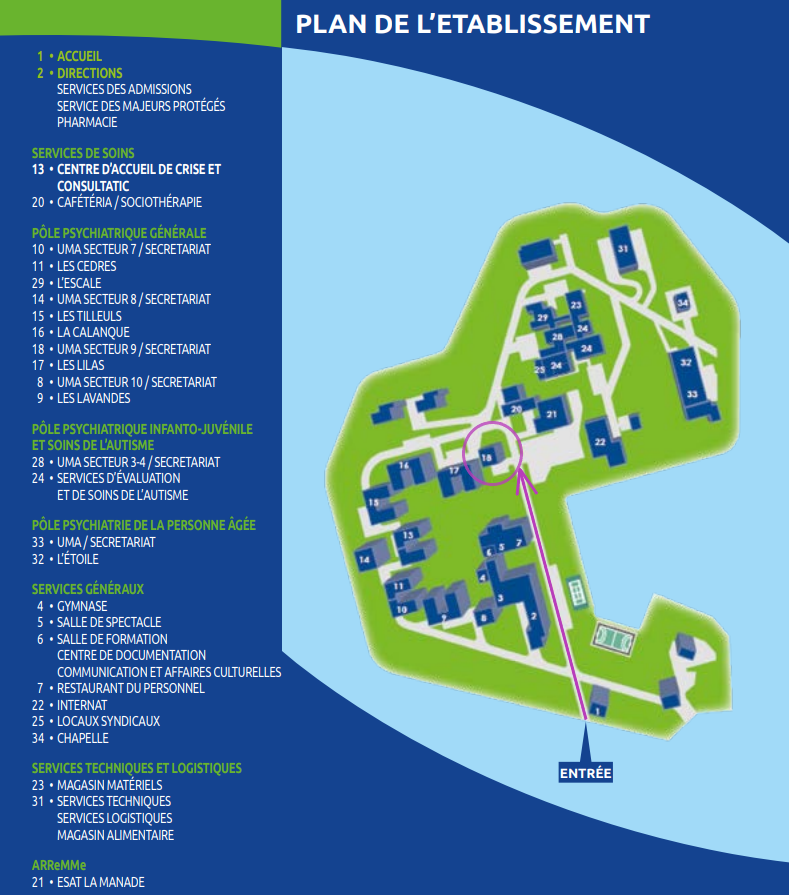 PLAN DE L'ETABLISSEMENT
1 • ACCUEIL
2 • DIRECTIONS
SERVICES DES ADMISSIONS
SERVICE DES MAJEURS PROTÉGÉS
PHARMACIE
SERVICES DE SOINS
13 • CENTRE D'ACCUEIL DE CRISE ET
CONSULTATIC
20 • CAFÉTÉRIA / SOCIOTHÉRAPIE
PÔLE PSYCHIATRIQUE GÉNÉRALE
10 • UMA SECTEUR 7 / SECRETARIAT
11 • LES CEDRES
29 • L'ESCALE
14 • UMA SECTEUR 8 / SECRETARIAT
15 • LES TILLEULS
16 • LA CALANQUE
18 • UMA SECTEUR 9 / SECRETARIAT
17 • LES LILAS
8 • UMA SECTEUR 10 / SECRETARIAT
9 • LES LAVANDES
PÔLE PSYCHIATRIQUE INFANTO-JUVÉNILE
ET SOINS DE L'AUTISME
28 • UMA SECTEUR 3-4 / SECRETARIAT
24 • SERVICES D'ÉVALUATION
ET DE SOINS DE L'AUTISME
PÔLE PSYCHIATRIE DE LA PERSONNE ÂGÉE
33 • UMA / SECRETARIAT
32 • L'ÉTOILE
SERVICES GÉNÉRAUX
4 • GYMNASE
5 • SALLE DE SPECTACLE
6 • SALLE DE FORMATION
CENTRE DE DOCUMENTATION
COMMUNICATION ET AFFAIRES CULTURELLES
7 • RESTAURANT DU PERSONNEL
22 • INTERNAT
25 • LOCAUX SYNDICAUX
34 • CHAPELLE
SERVICES TECHNIQUES ET LOGISTIQUES
23 • MAGASIN MATÉRIELS
31 • SERVICES TECHNIQUES
SERVICES LOGISTIQUES
MAGASIN ALIMENTAIRE
ARReMMe
21 • ESAT LA MANADE
31
34
23
29
24
28
24
25 24
32
33
20
21
22
18
16
17
15
13
14
6 5 7
4
11
3
10
9
8
2
1
ENTRÉE